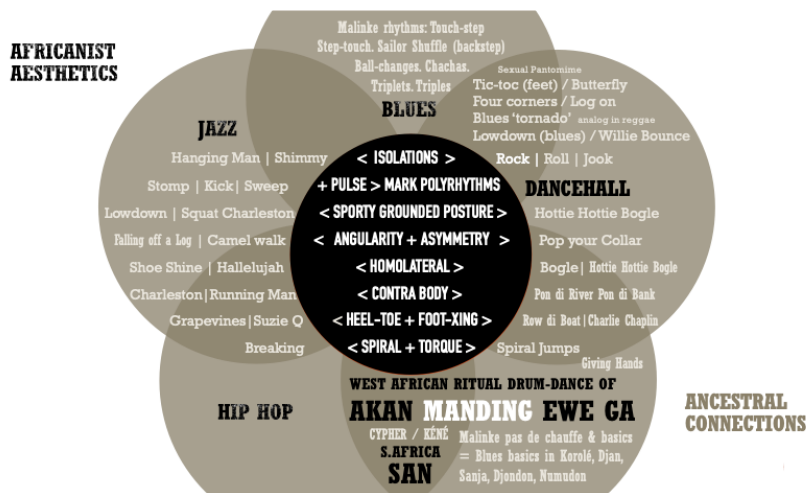 AFRICANIST
AESTHETICS
Malinke rhythms: Touch-step
Step-touch. Sailor Shuffle (backstep)
Ball-changes. Chachas.
Triplets. Triples
BLUES
Sexual Pantomime
Tic-toc (feet) / Butterfly
Four corners / Log on
Blues ‘tornado’ analog in reggae
Lowdown (blues) / Willie Bounce
Rock | Roll | Jook
DANCEHALL
Hottie Hottie Bogle
Pop your Collar
Bogle | Hottie Hottie Bogle
Pon di River Pon di Bank
Row di Boat | Charlie Chaplin
Spiral Jumps
Giving Hands
JAZZ
Hanging Man | Shimmy
Stomp | Kick | Sweep
Lowdown | Squat Charleston
Falling off a Log | Camel walk
Shoe Shine | Hallelujah
Charleston | Running Man
Grapevines | Suzie Q
Breaking
< ISOLATIONS >
+ PULSE > MARK POLYRHYTHMS
< SPORTY GROUNDED POSTURE >
< ANGULARITY + ASYMMETRY >
< HOMOLATERAL >
< CONTRA BODY >
< HEEL-TOE + FOOT-XING >
< SPIRAL + TORQUE >
HIP HOP
WEST AFRICAN RITUAL DRUM-DANCE OF
AKAN MANDING EWE GA
CYPHER / KÉNÉ
S.AFRICA
SAN
Malinke pas de chauffe & basics
= Blues basics in Korolé, Djan,
Sanja, Djondon, Numudon
ANCESTRAL
CONNECTIONS